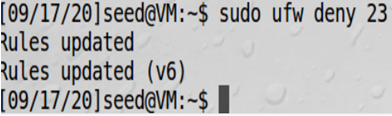 [09/17/20]seed@VM:~$ sudo ufw deny 23
Rules updated
Rules updated (v6)
[09/17/20]seed@VM:~$